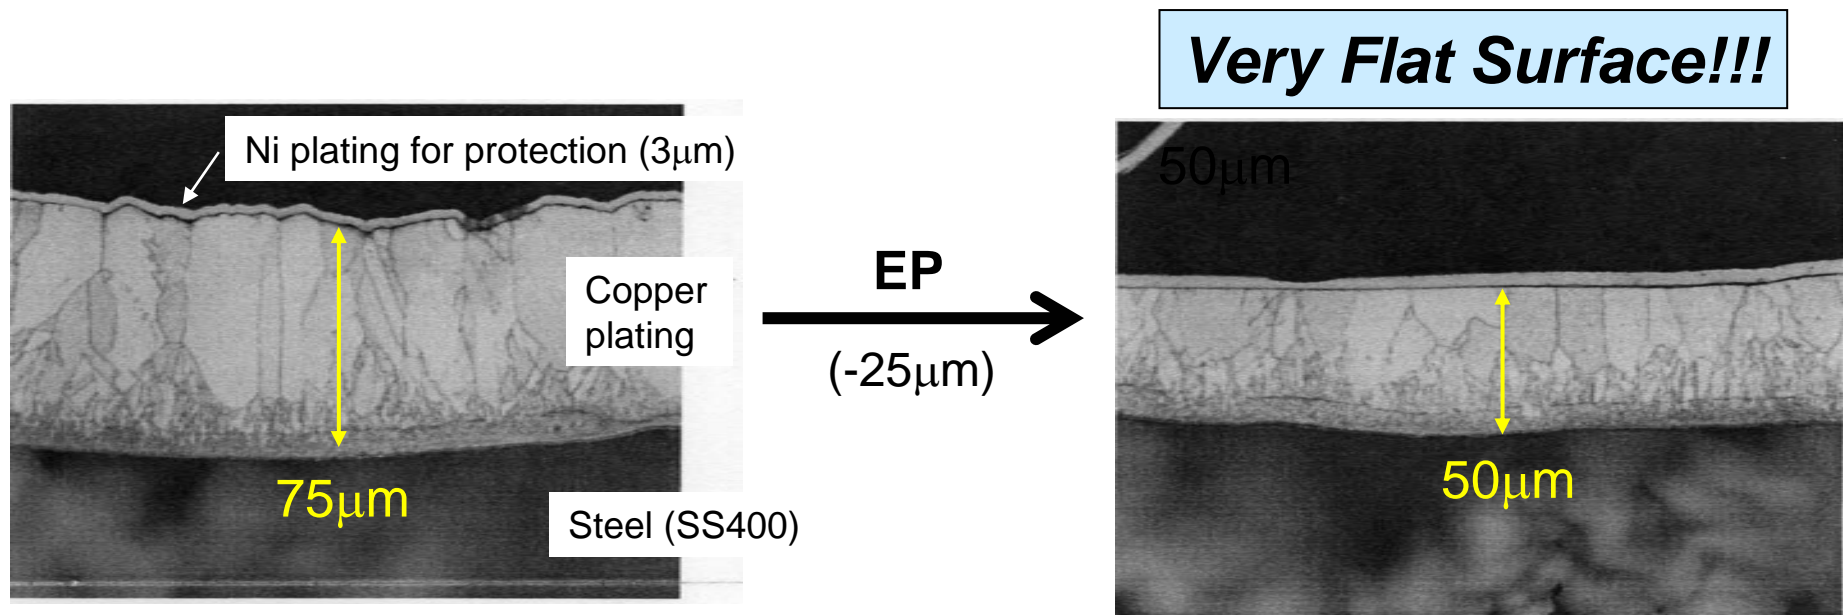 Very Flat Surface!!!
Ni plating for protection (3μm)
50μm
Copper
plating
EP
(-25μm)
75μm
Steel (SS400)
50μm